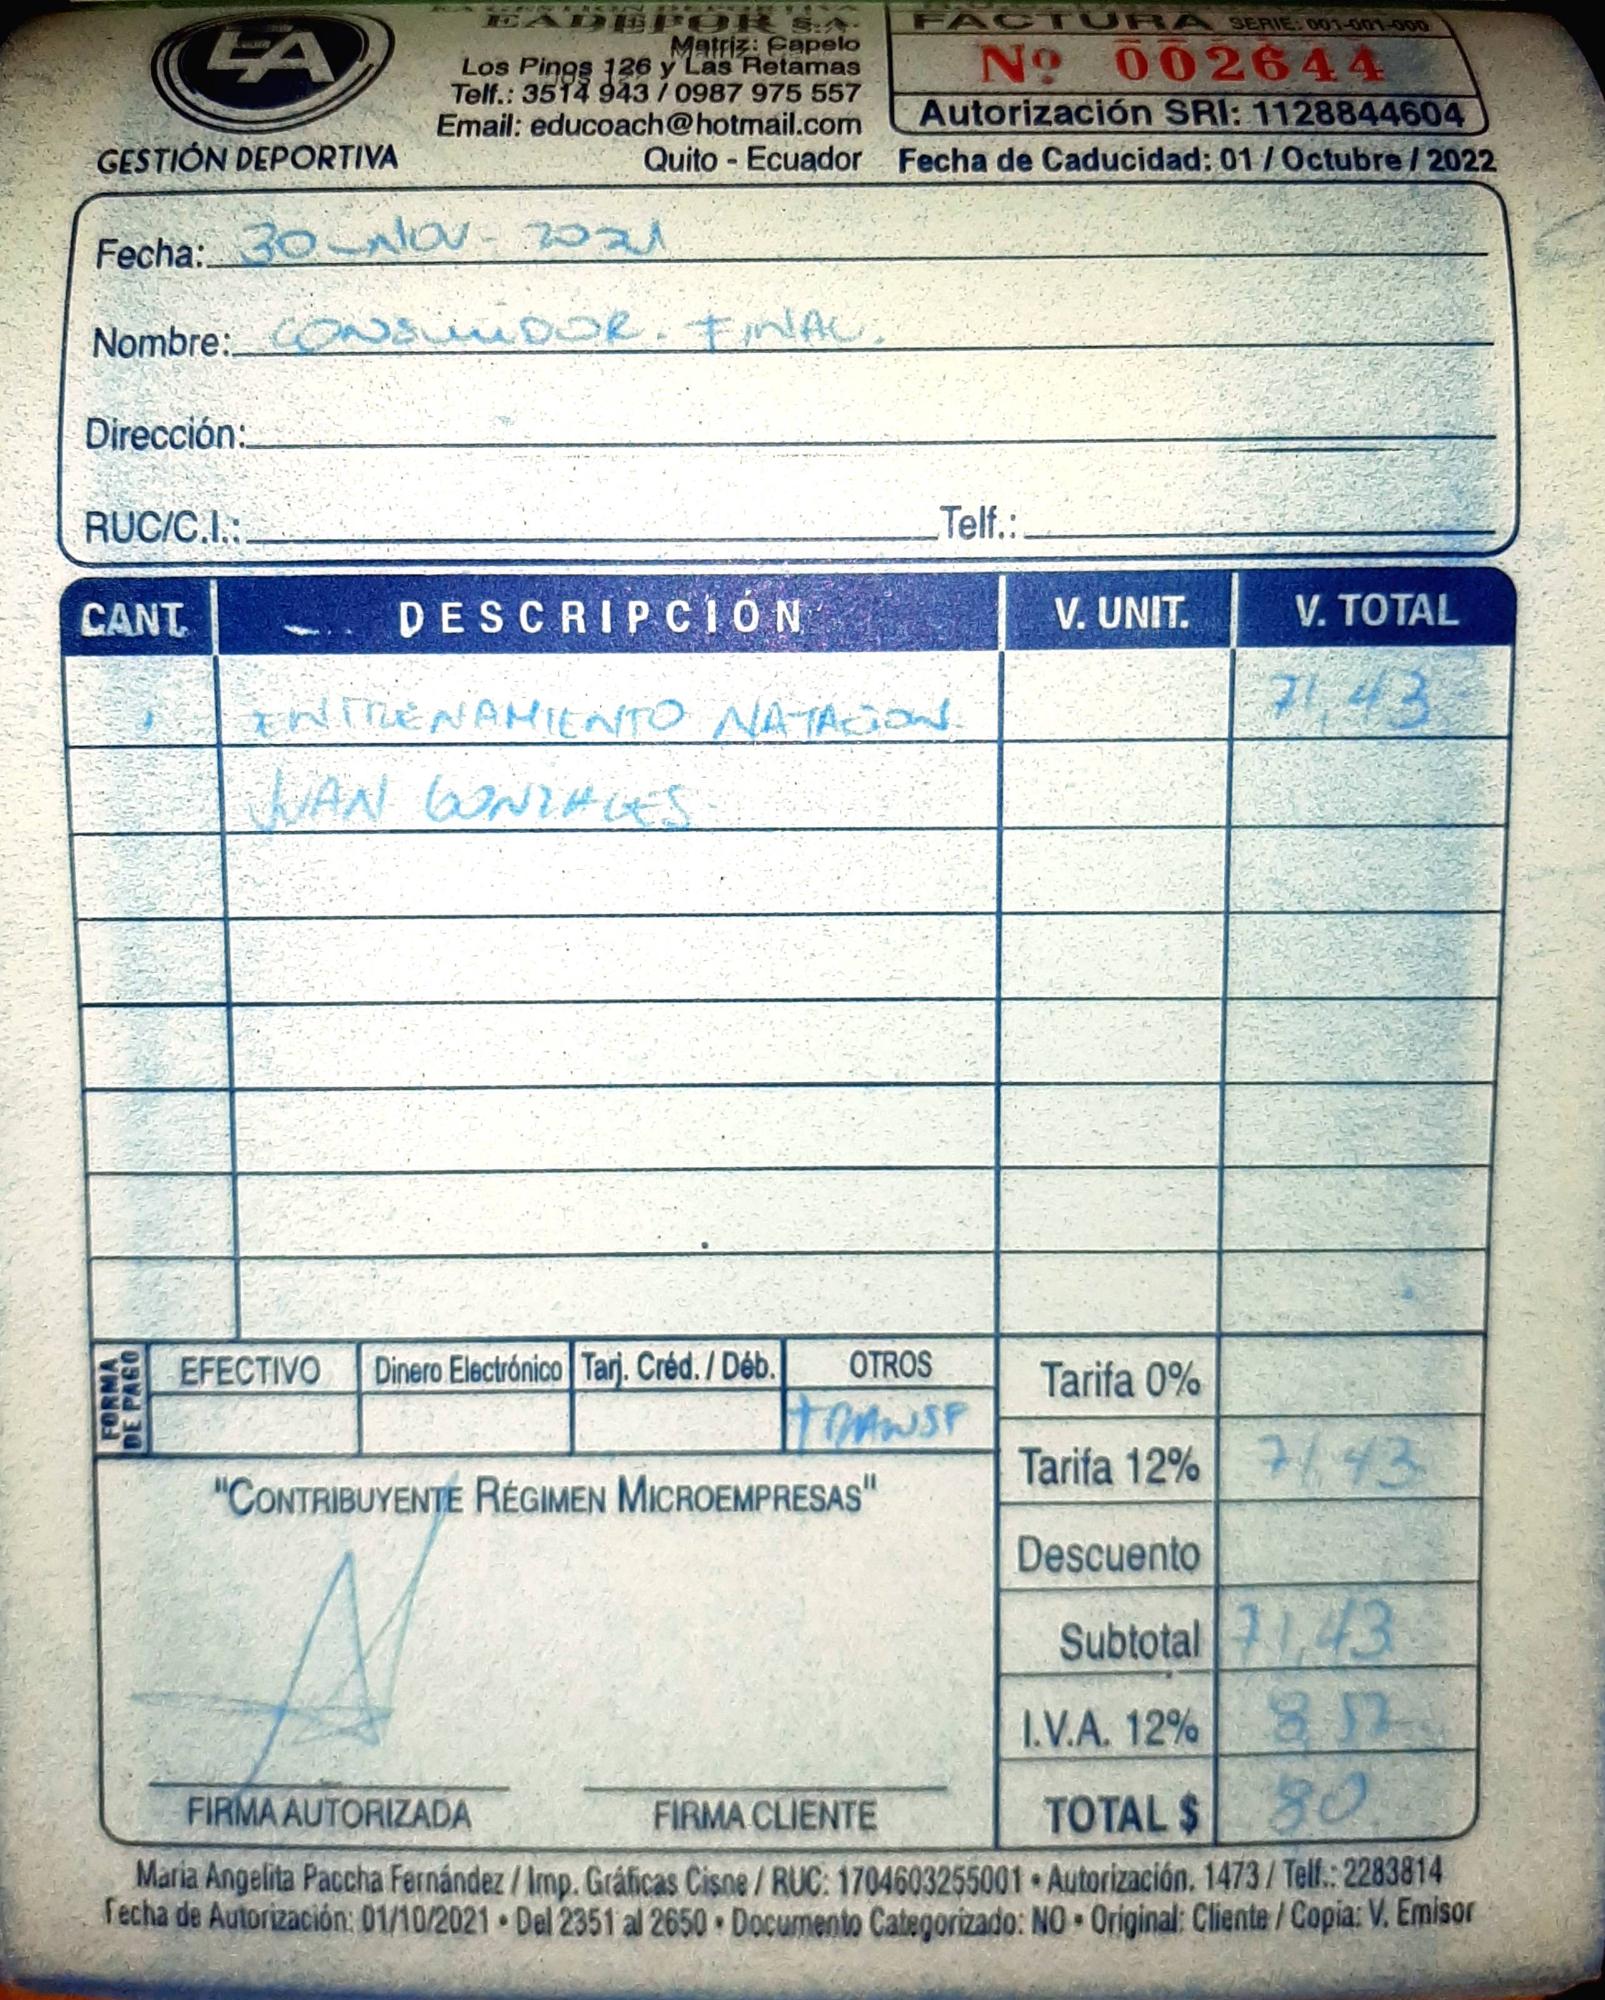 EA
GESTIÓN DEPORTIVA
EADEPOR S.A.
Matriz: Capelo
Los Pinos 126 y Las Retamas
Telf.: 3514 943 / 0987 975 557
Email: educoach@hotmail.com
Quito - Ecuador
FACTURA SERIE: 001-001-000
Nº 002644
Autorización SRI: 1128844604
Fecha de Caducidad: 01 / Octubre / 2022
Fecha: 30-NOV-2021
Nombre: CONSUMIDOR FINAL.
Dirección:
RUC/C.I.: Telf.:
CANT. DESCRIPCIÓN V. UNIT. V. TOTAL
ENTRENAMIENTO NATACION 71,43
JUAN GONZALES
FORMA DE PAGO EFECTIVO Dinero Electrónico Tarj. Créd. / Déb. OTROS
TRANSF
Tarifa 0%
Tarifa 12% 71,43
Descuento
Subtotal 71,43
I.V.A. 12% 8,57
TOTAL $ 80
"CONTRIBUYENTE RÉGIMEN MICROEMPRESAS"
FIRMA AUTORIZADA FIRMA CLIENTE
Maria Angelita Paccha Fernández / Imp. Gráficas Cisne / RUC: 1704603255001 • Autorización. 1473 / Telf.: 2283814
Fecha de Autorización: 01/10/2021 • Del 2351 al 2650 • Documento Categorizado: NO • Original: Cliente / Copia: V. Emisor